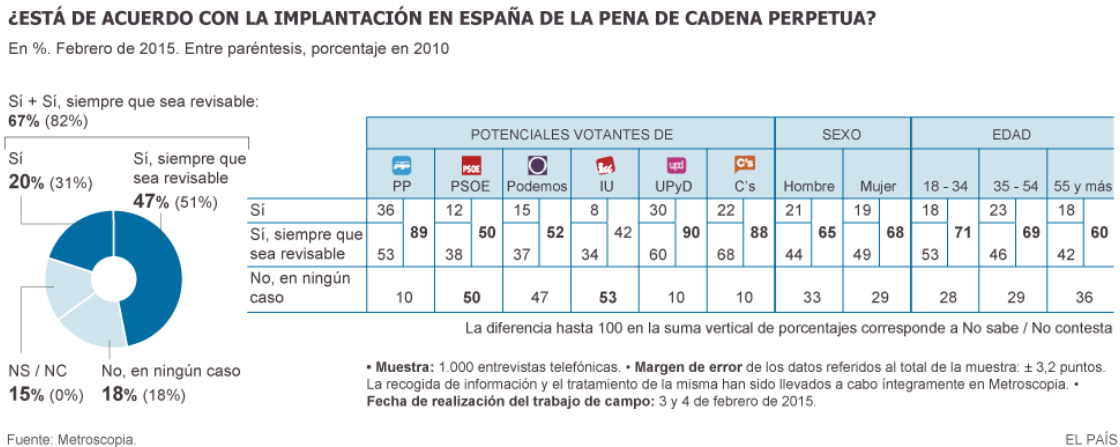 ¿ESTÁ DE ACUERDO CON LA IMPLANTACIÓN EN ESPAÑA DE LA PENA DE CADENA PERPETUA?
En %. Febrero de 2015. Entre paréntesis, porcentaje en 2010
Sí + Sí, siempre que sea revisable:
67% (82%)
Sí
20% (31%)
Sí, siempre que
sea revisable
47% (51%)
NS / NC
15% (0%)
No, en ningún caso
18% (18%)
POTENCIALES VOTANTES DE SEXO EDAD
PP PSOE Podemos IU UPyD C's Hombre Mujer 18 - 34 35 - 54 55 y más
Sí 36 12 15 8 30 22 21 19 18 23 18
89 50 52 42 90 88 65 68 71 69 60
Sí, siempre que
sea revisable 53 38 37 34 60 68 44 49 53 46 42
No, en ningún
caso 10 50 47 53 10 10 33 29 28 29 36
La diferencia hasta 100 en la suma vertical de porcentajes corresponde a No sabe / No contesta
• Muestra: 1.000 entrevistas telefónicas. • Margen de error de los datos referidos al total de la muestra: ± 3,2 puntos.
La recogida de información y el tratamiento de la misma han sido llevados a cabo íntegramente en Metroscopia. •
Fecha de realización del trabajo de campo: 3 y 4 de febrero de 2015.
Fuente: Metroscopia.
EL PAÍS